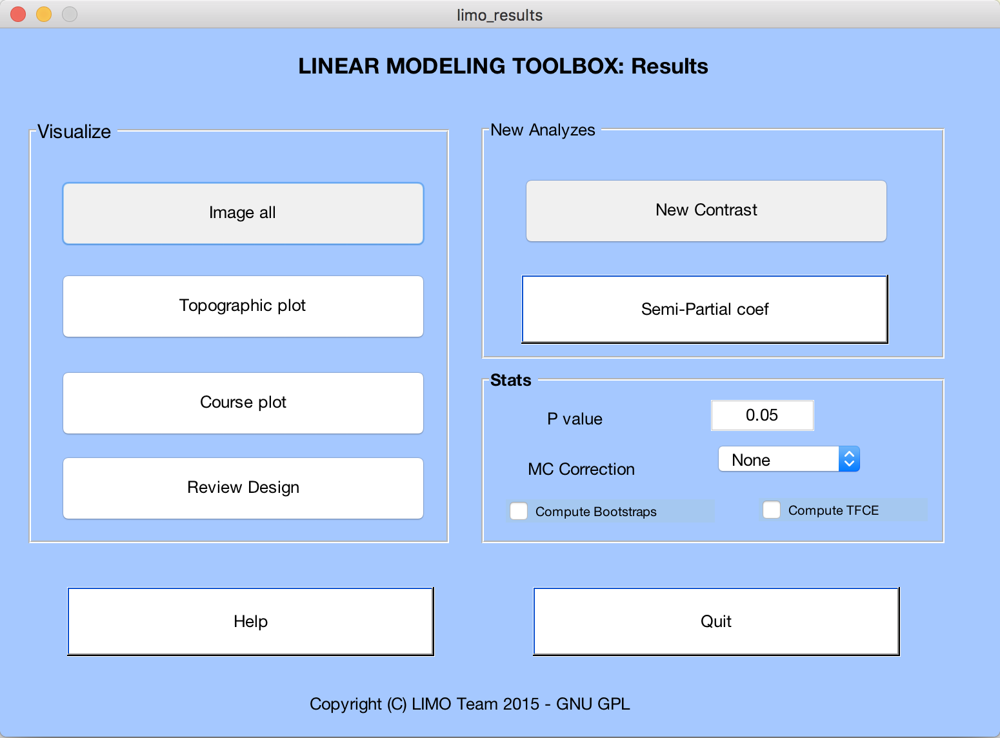 limo_results
LINEAR MODELING TOOLBOX: Results
Visualize
Image all
Topographic plot
Course plot
Review Design
New Analyzes
New Contrast
Semi-Partial coef
Stats
P value
0.05
MC Correction
None
Compute Bootstraps
Compute TFCE
Help
Quit
Copyright (C) LIMO Team 2015 - GNU GPL